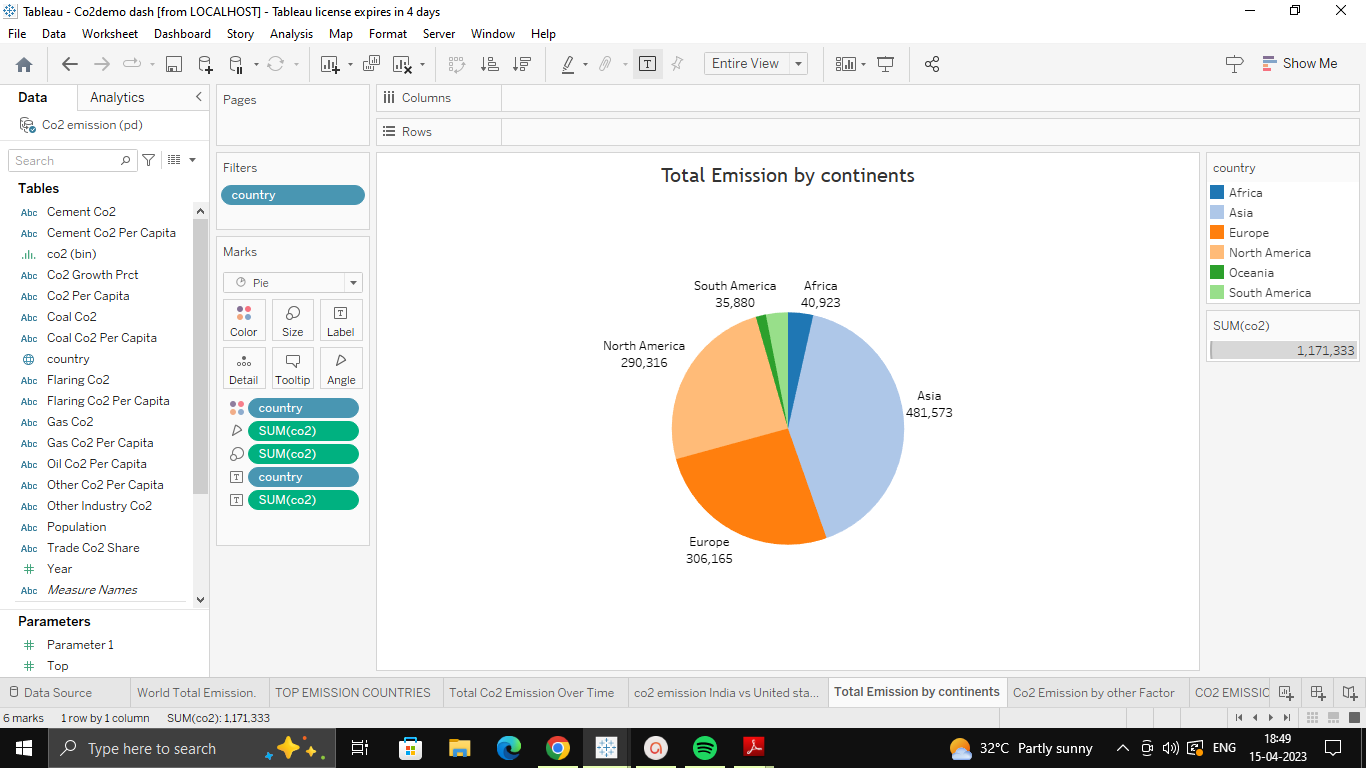 Tableau - Co2demo dash [from LOCALHOST] - Tableau license expires in 4 days
File Data Worksheet Dashboard Story Analysis Map Format Server Window Help
Entire View
Show Me
Data Analytics
Co2 emission (pd)
Search
Tables
Abc Cement Co2
Abc Cement Co2 Per Capita
co2 (bin)
Abc Co2 Growth Prct
Abc Co2 Per Capita
Abc Coal Co2
Abc Coal Co2 Per Capita
country
Abc Flaring Co2
Abc Flaring Co2 Per Capita
Abc Gas Co2
Abc Gas Co2 Per Capita
Abc Oil Co2 Per Capita
Abc Other Co2 Per Capita
Abc Other Industry Co2
Abc Population
Abc Trade Co2 Share
# Year
Abc Measure Names
Parameters
# Parameter 1
# Top
Pages
Filters
country
Marks
Pie
Color Size Label
Detail Tooltip Angle
country
SUM(co2)
SUM(co2)
country
SUM(co2)
Columns
Rows
Total Emission by continents
South America
35,880
Africa
40,923
North America
290,316
Asia
481,573
Europe
306,165
country
Africa
Asia
Europe
North America
Oceania
South America
SUM(co2)
1,171,333
Data Source World Total Emission. TOP EMISSION COUNTRIES Total Co2 Emission Over Time co2 emission India vs United sta... Total Emission by continents Co2 Emission by other Factor CO2 EMISSIC
6 marks 1 row by 1 column SUM(co2): 1,171,333
Type here to search
32°C Partly sunny
ENG
18:49
15-04-2023